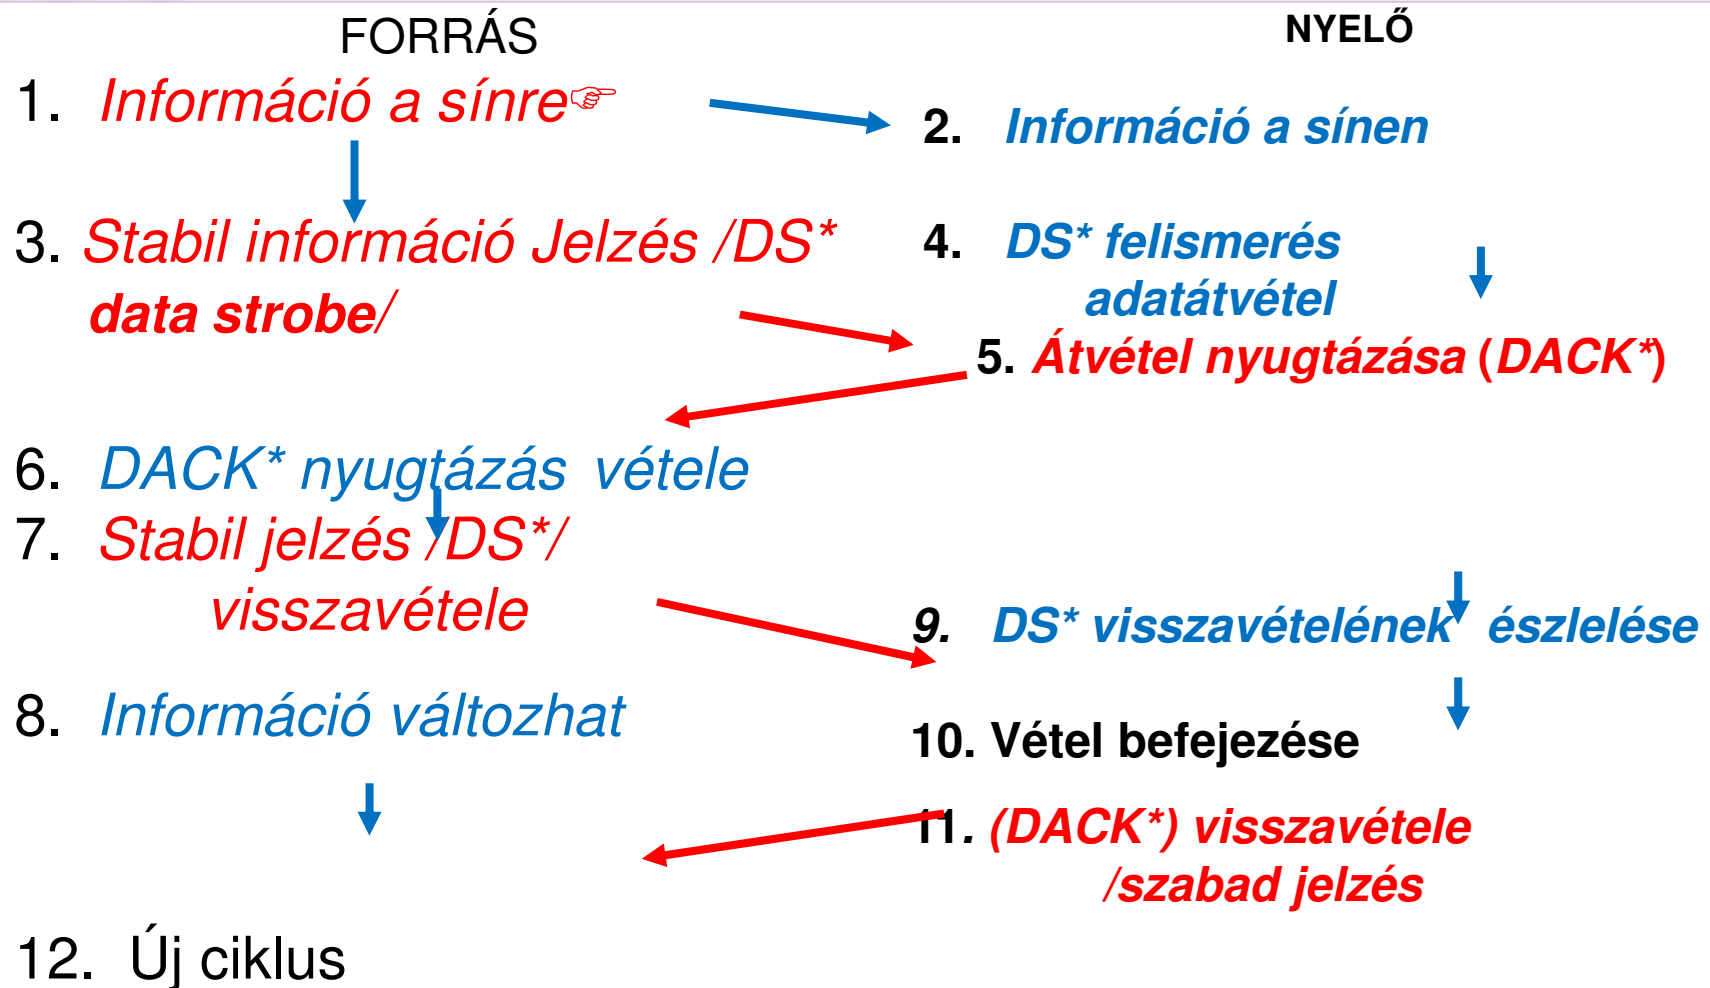 FORRÁS
NYELŐ
1. Információ a sínre☞
2. Információ a sínen
3. Stabil információ Jelzés /DS*
data strobe/
4. DS* felismerés
adatátvétel
5. Átvétel nyugtázása (DACK*)
6. DACK* nyugtázás vétele
7. Stabil jelzés /DS*/
visszavétele
9. DS* visszavételének észlelése
8. Információ változhat
10. Vétel befejezése
11. (DACK*) visszavétele
/szabad jelzés
12. Új ciklus